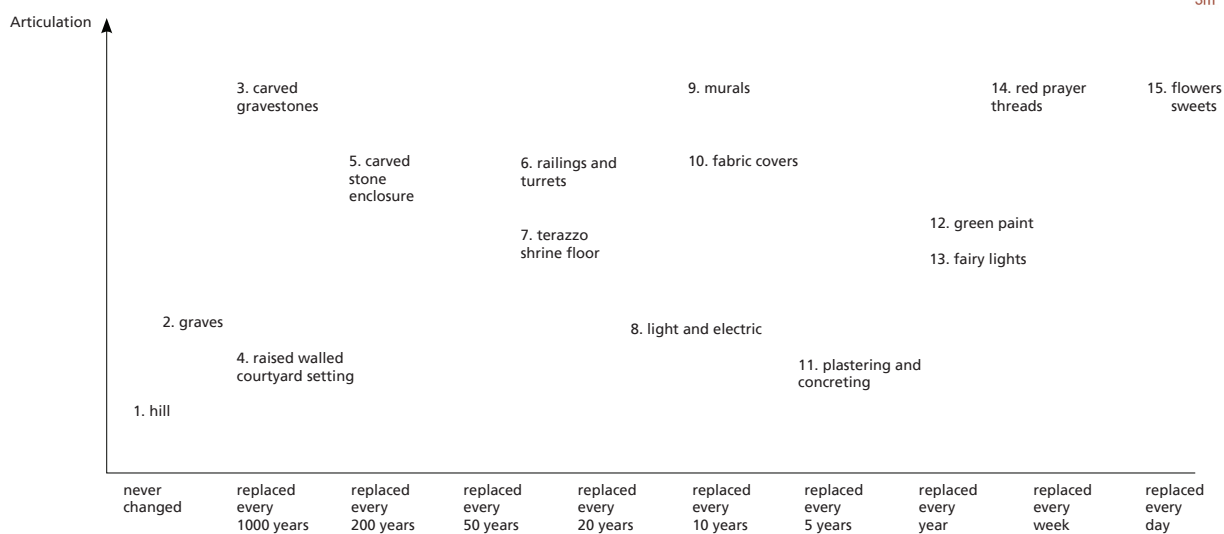 3m
Articulation
3. carved
gravestones
9. murals
14. red prayer
threads
15. flowers
sweets
5. carved
stone
enclosure
6. railings and
turrets
10. fabric covers
7. terazzo
shrine floor
12. green paint
13. fairy lights
2. graves
8. light and electric
4. raised walled
courtyard setting
11. plastering and
concreting
1. hill
never
changed
replaced
every
1000 years
replaced
every
200 years
replaced
every
50 years
replaced
every
20 years
replaced
every
10 years
replaced
every
5 years
replaced
every
year
replaced
every
week
replaced
every
day